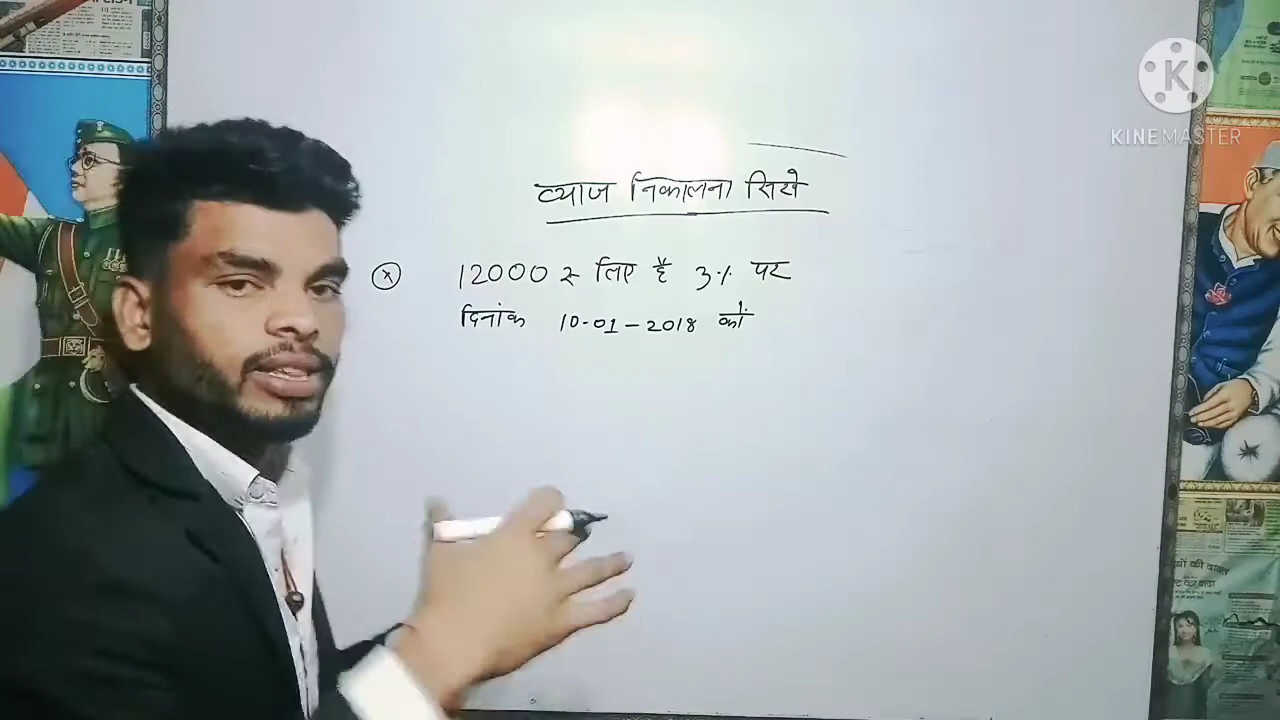 KINEMASTER
ब्याज निकालना सिखे
12000 रु लिए है 3% पर
दिनांक 10-01-2018 को